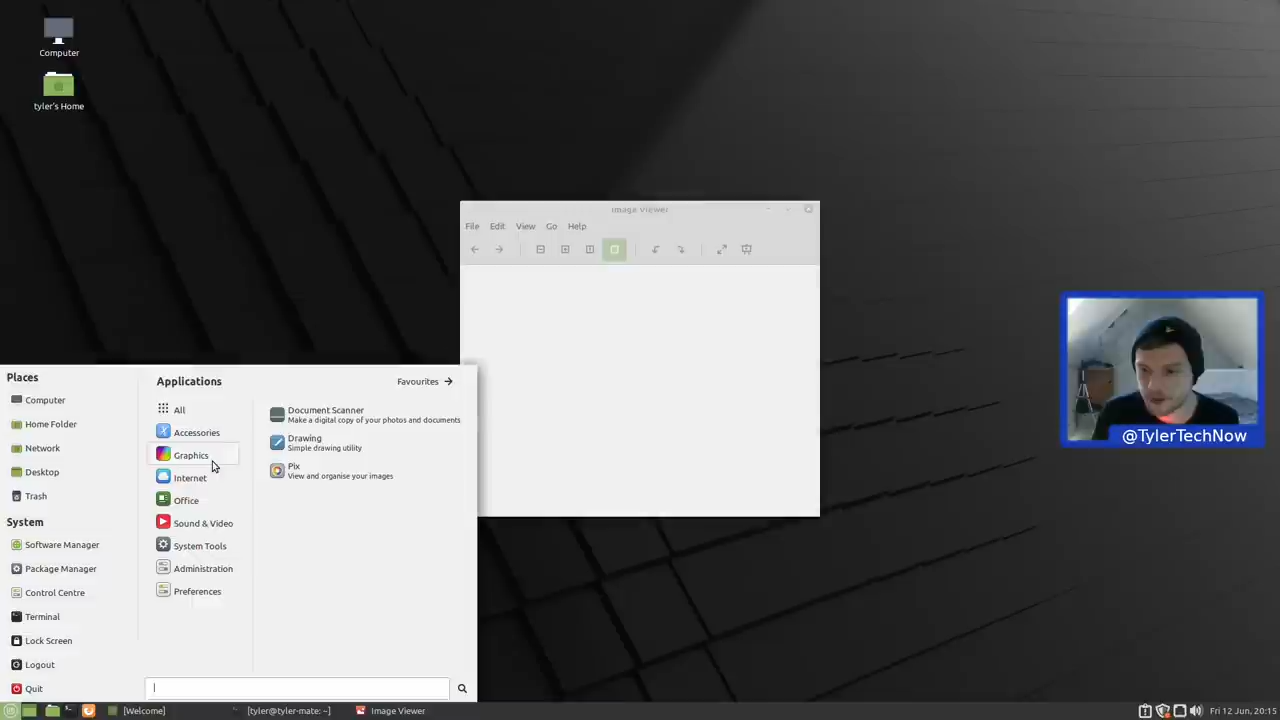 Computer
tyler's Home
Image Viewer
File Edit View Go Help
@TylerTechNow
Places
Computer
Home Folder
Network
Desktop
Trash
System
Software Manager
Package Manager
Control Centre
Terminal
Lock Screen
Logout
Quit
Applications
Favourites
All
Accessories
Graphics
Internet
Office
Sound & Video
System Tools
Administration
Preferences
Document Scanner
Make a digital copy of your photos and documents
Drawing
Simple drawing utility
Pix
View and organise your images
[Welcome] [tyler@tyler-mate: ~] Image Viewer Fri 12 Jun, 20:15